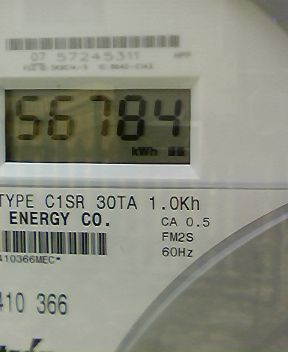 07 57245311
56784
kWh
TYPE C1SR 30TA 1.0Kh
ENERGY CO.
CA 0.5
FM2S
410366MEC*
60Hz
410 366